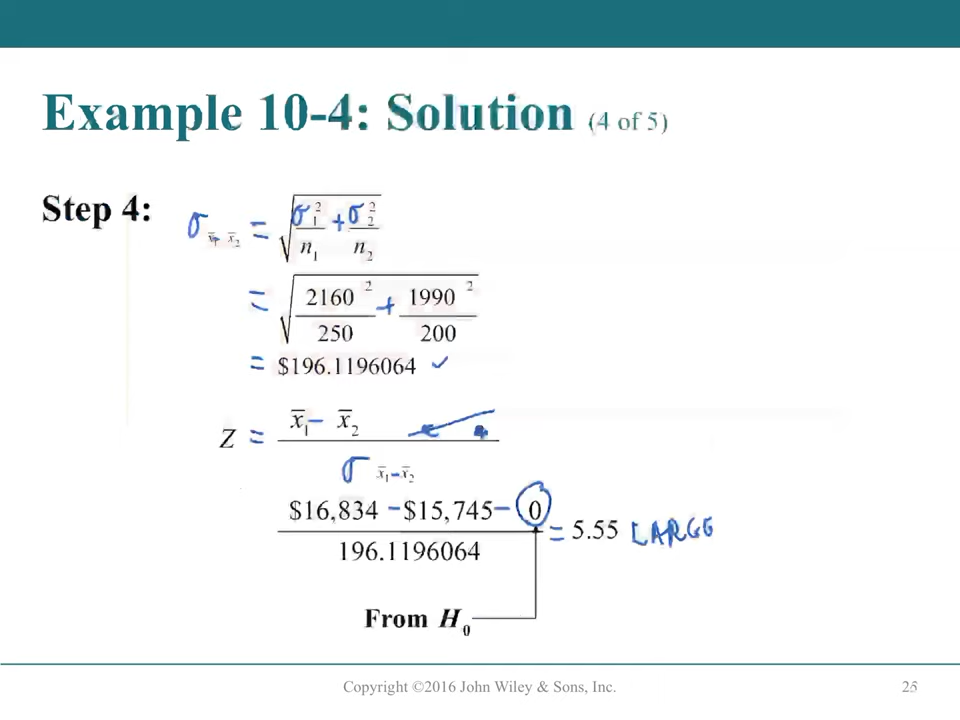 Example 10-4: Solution (4 of 5)
Step 4:
σ x̄₁- x̄₂ = √(σ₁²/n₁ + σ₂²/n₂)
= √(2160²/250 + 1990²/200)
= $196.1196064 ✓
Z = x̄₁ - x̄₂
σ x̄₁-x̄₂
$16,834 - $15,745 - 0
196.1196064
= 5.55 LARGE
From H₀
Copyright ©2016 John Wiley & Sons, Inc.
25